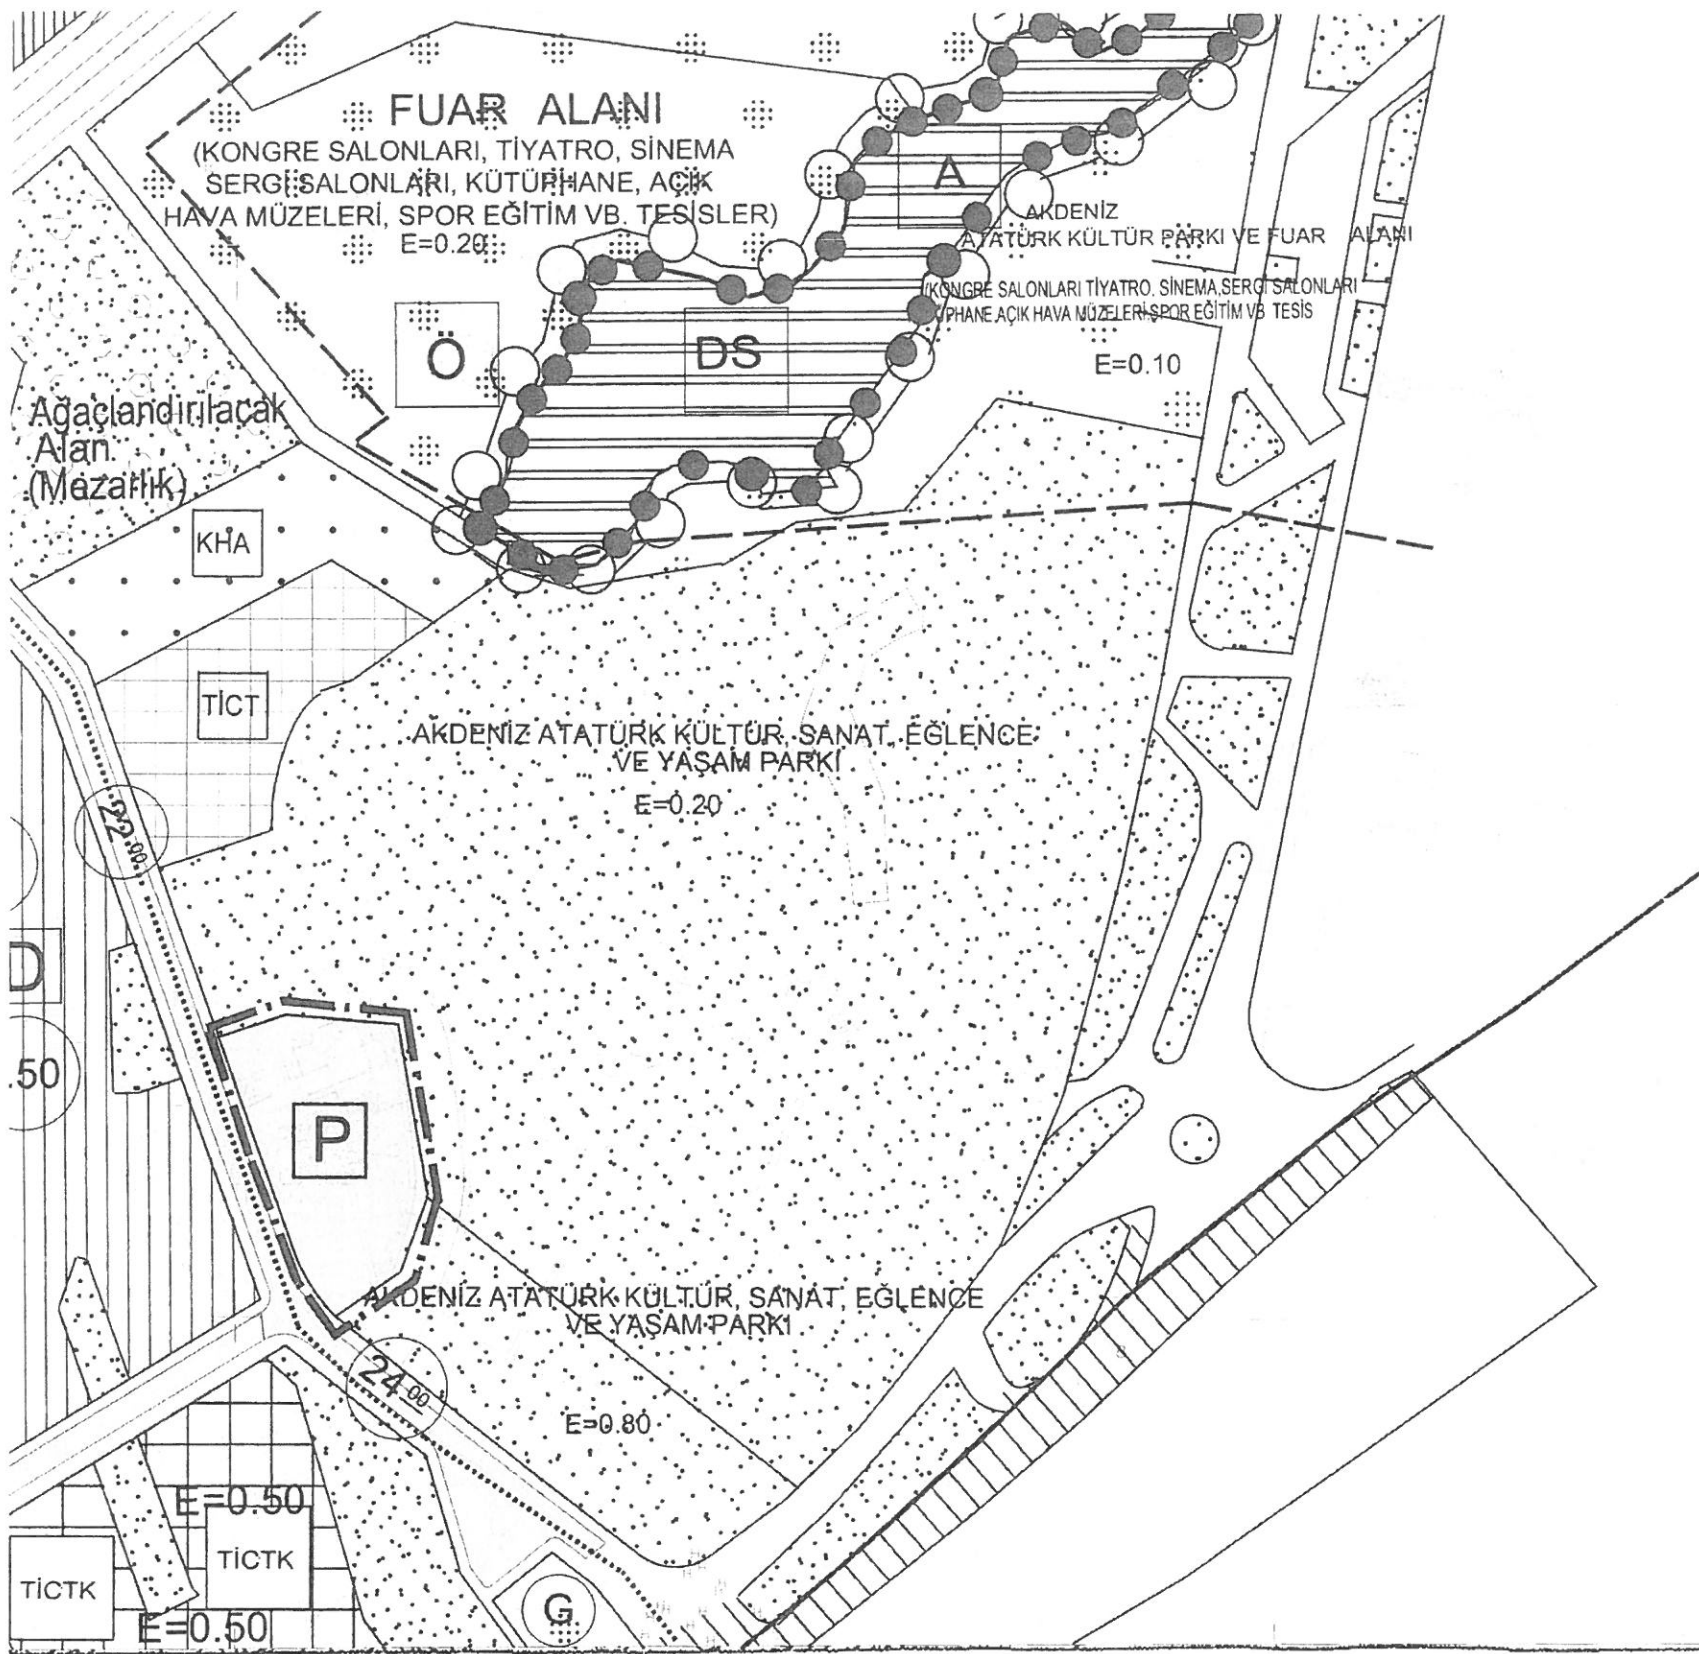 FUAR ALANI
(KONGRE SALONLARI, TİYATRO, SİNEMA
SERGİ SALONLARI, KÜTÜPHANE, AÇIK
HAVA MÜZELERİ, SPOR EĞİTİM VB. TESİSLER)
E=0.20
A
AKDENİZ
ATATÜRK KÜLTÜR PARKI VE FUAR ALANI
(KONGRE SALONLARI TİYATRO, SİNEMA,SERGİ SALONLARI
ÜPHANE,AÇIK HAVA MÜZELERİ,SPOR EĞİTİM VB TESİS
E=0.10
Ö
DS
Ağaçlandırılacak
Alan
(Mezarlık)
KHA
TİCT
AKDENİZ ATATÜRK KÜLTÜR, SANAT, EĞLENCE
VE YAŞAM PARKI
E=0.20
22.00
D
.50
P
AKDENİZ ATATÜRK KÜLTÜR, SANAT, EĞLENCE
VE YAŞAM PARKI
24.00
E=0.80
E=0.50
TİCTK
TİCTK
E=0.50
G